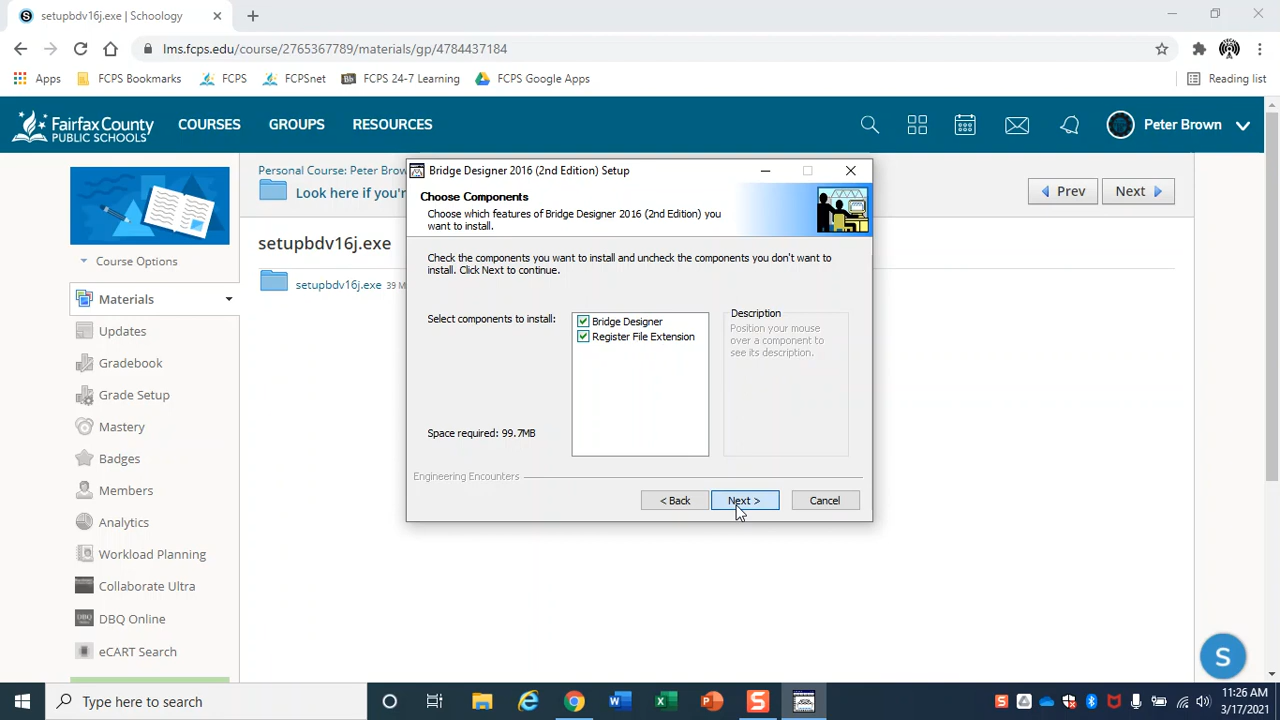 setupbdv16j.exe | Schoology
lms.fcps.edu/course/2765367789/materials/gp/4784437184
Apps FCPS Bookmarks FCPS FCPSnet Bb FCPS 24-7 Learning FCPS Google Apps Reading list
Fairfax County
PUBLIC SCHOOLS
COURSES GROUPS RESOURCES Peter Brown
Personal Course: Peter Brow
Look here if you'r
Prev Next
setupbdv16j.exe
setupbdv16j.exe 39 M
Course Options
Materials
Updates
Gradebook
Grade Setup
Mastery
Badges
Members
Analytics
Workload Planning
Collaborate Ultra
DBQ DBQ Online
eCART Search
Bridge Designer 2016 (2nd Edition) Setup
Choose Components
Choose which features of Bridge Designer 2016 (2nd Edition) you
want to install.
Check the components you want to install and uncheck the components you don't want to
install. Click Next to continue.
Select components to install:
Bridge Designer
Register File Extension
Description
Position your mouse
over a component to
see its description.
Space required: 99.7MB
Engineering Encounters
< Back Next > Cancel
S
Type here to search
11:26 AM
3/17/2021